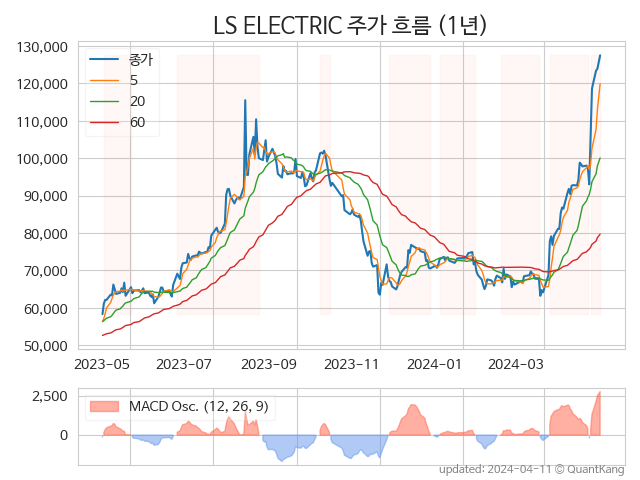 LS ELECTRIC 주가 흐름 (1년)
130,000
120,000
110,000
100,000
90,000
80,000
70,000
60,000
50,000
종가
5
20
60
2023-05 2023-07 2023-09 2023-11 2024-01 2024-03
2,500
0
MACD Osc. (12, 26, 9)
updated: 2024-04-11 © QuantKang